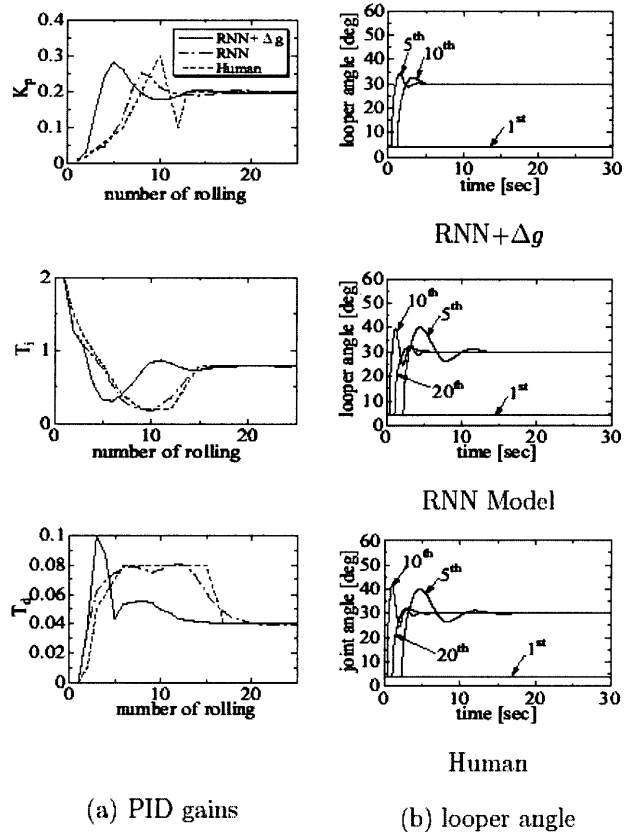 RNN+Δg
RNN
Human
K_p
0.4
0.3
0.2
0.1
0
0 10 20
number of rolling
looper angle [deg]
60
50
40
30
20
10
0
5th
10th
1st
0 10 20 30
time [sec]
RNN+Δg
T_i
2
1
0
0 10 20
number of rolling
looper angle [deg]
60
50
40
30
20
10
0
10th
5th
20th
1st
0 10 20 30
time [sec]
RNN Model
T_d
0.1
0.08
0.06
0.04
0.02
0
0 10 20
number of rolling
joint angle [deg]
60
50
40
30
20
10
0
10th
5th
20th
1st
0 10 20 30
time [sec]
Human
(a) PID gains
(b) looper angle